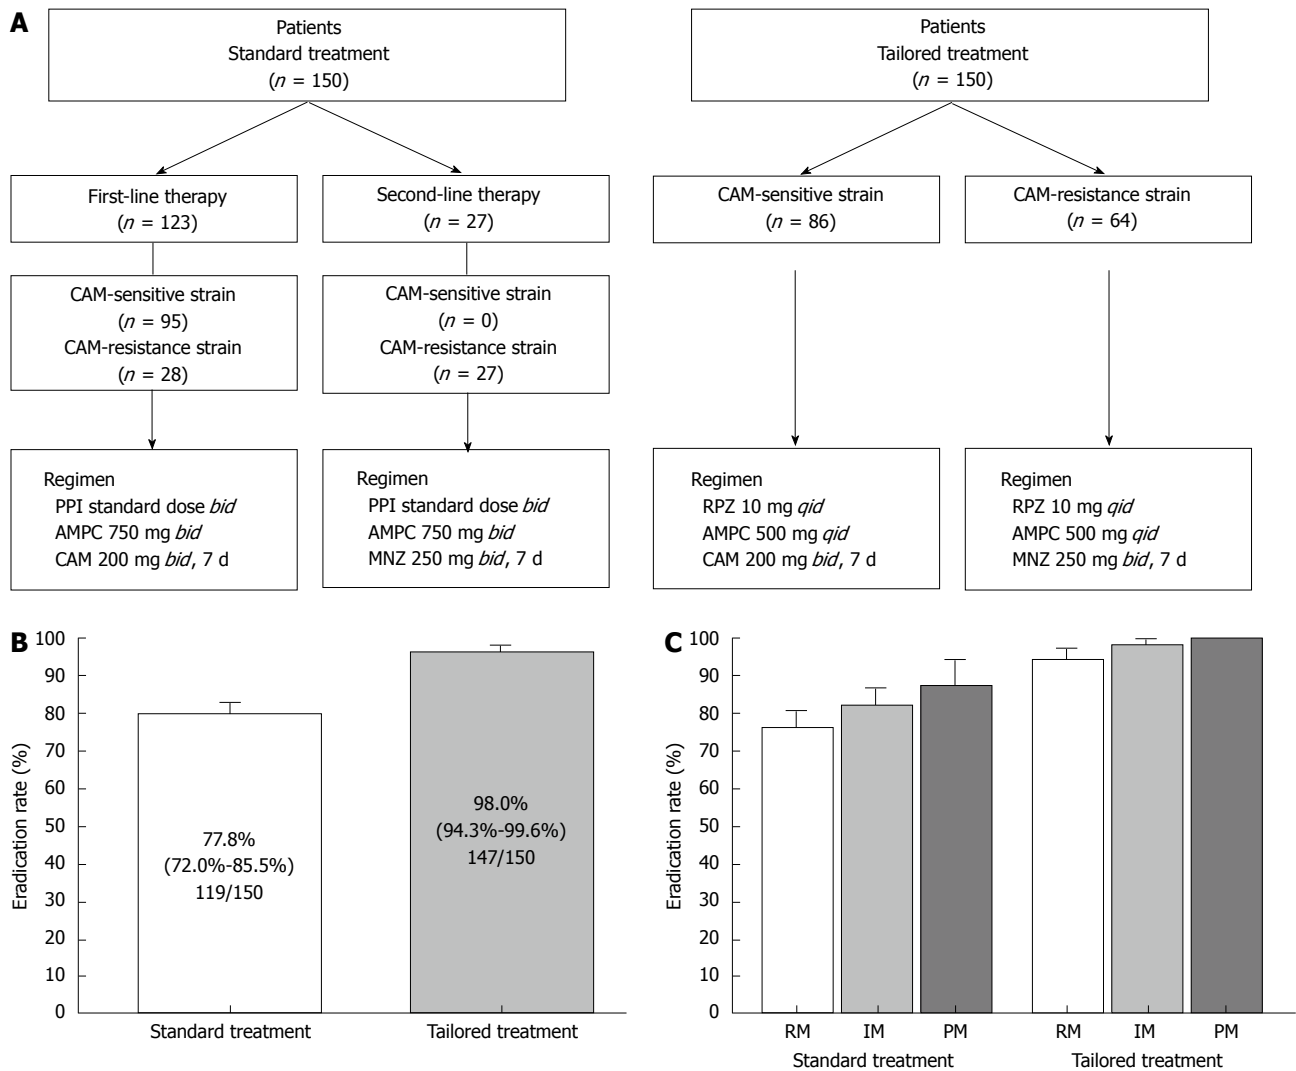 A
Patients
Standard treatment
(n = 150)
First-line therapy
(n = 123)
Second-line therapy
(n = 27)
CAM-sensitive strain
(n = 95)
CAM-resistance strain
(n = 28)
CAM-sensitive strain
(n = 0)
CAM-resistance strain
(n = 27)
Regimen
PPI standard dose bid
AMPC 750 mg bid
CAM 200 mg bid, 7 d
Regimen
PPI standard dose bid
AMPC 750 mg bid
MNZ 250 mg bid, 7 d
Patients
Tailored treatment
(n = 150)
CAM-sensitive strain
(n = 86)
CAM-resistance strain
(n = 64)
Regimen
RPZ 10 mg qid
AMPC 500 mg qid
CAM 200 mg bid, 7 d
Regimen
RPZ 10 mg qid
AMPC 500 mg qid
MNZ 250 mg bid, 7 d
B
Eradication rate (%)
100
90
80
70
60
50
40
30
20
10
0
77.8%
(72.0%-85.5%)
119/150
98.0%
(94.3%-99.6%)
147/150
Standard treatment
Tailored treatment
C
Eradication rate (%)
100
90
80
70
60
50
40
30
20
10
0
RM IM PM RM IM PM
Standard treatment
Tailored treatment